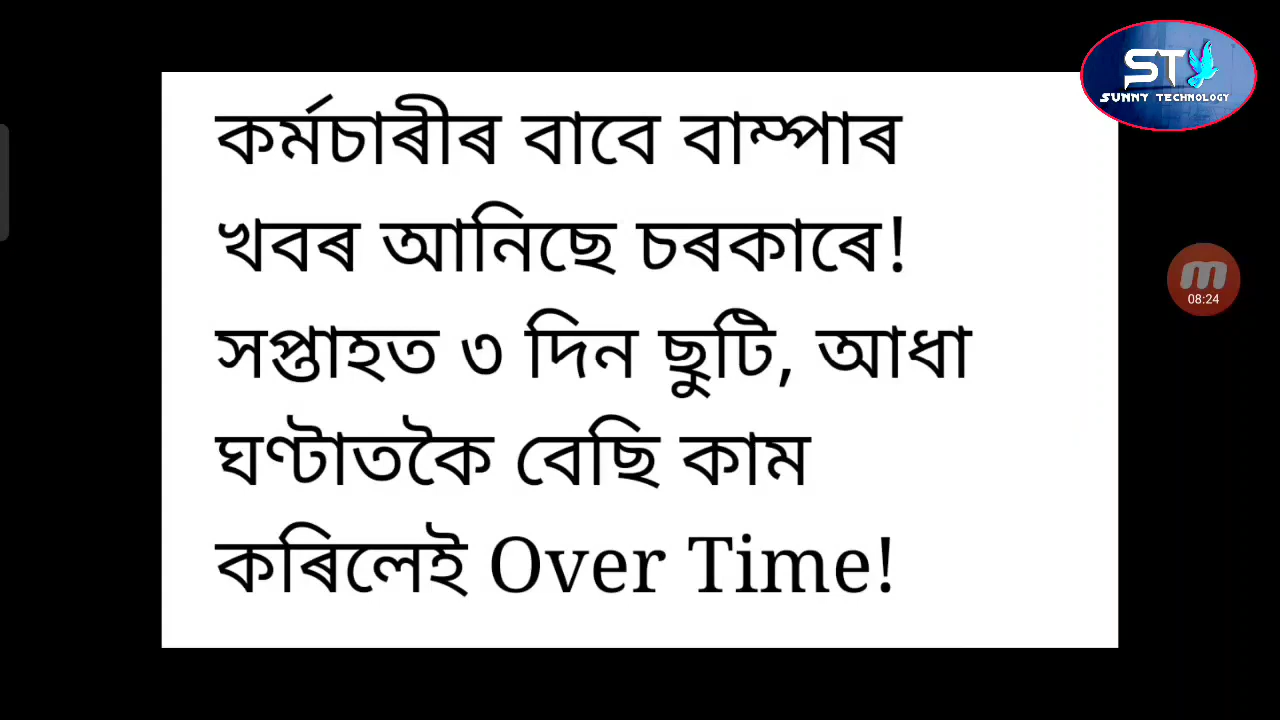 কৰ্মচাৰীৰ বাবে বাম্পাৰ
খবৰ আনিছে চৰকাৰে!
সপ্তাহত ৩ দিন ছুটি, আধা
ঘণ্টাতকৈ বেছি কাম
কৰিলেই Over Time!
ST
SUNNY TECHNOLOGY
08:24